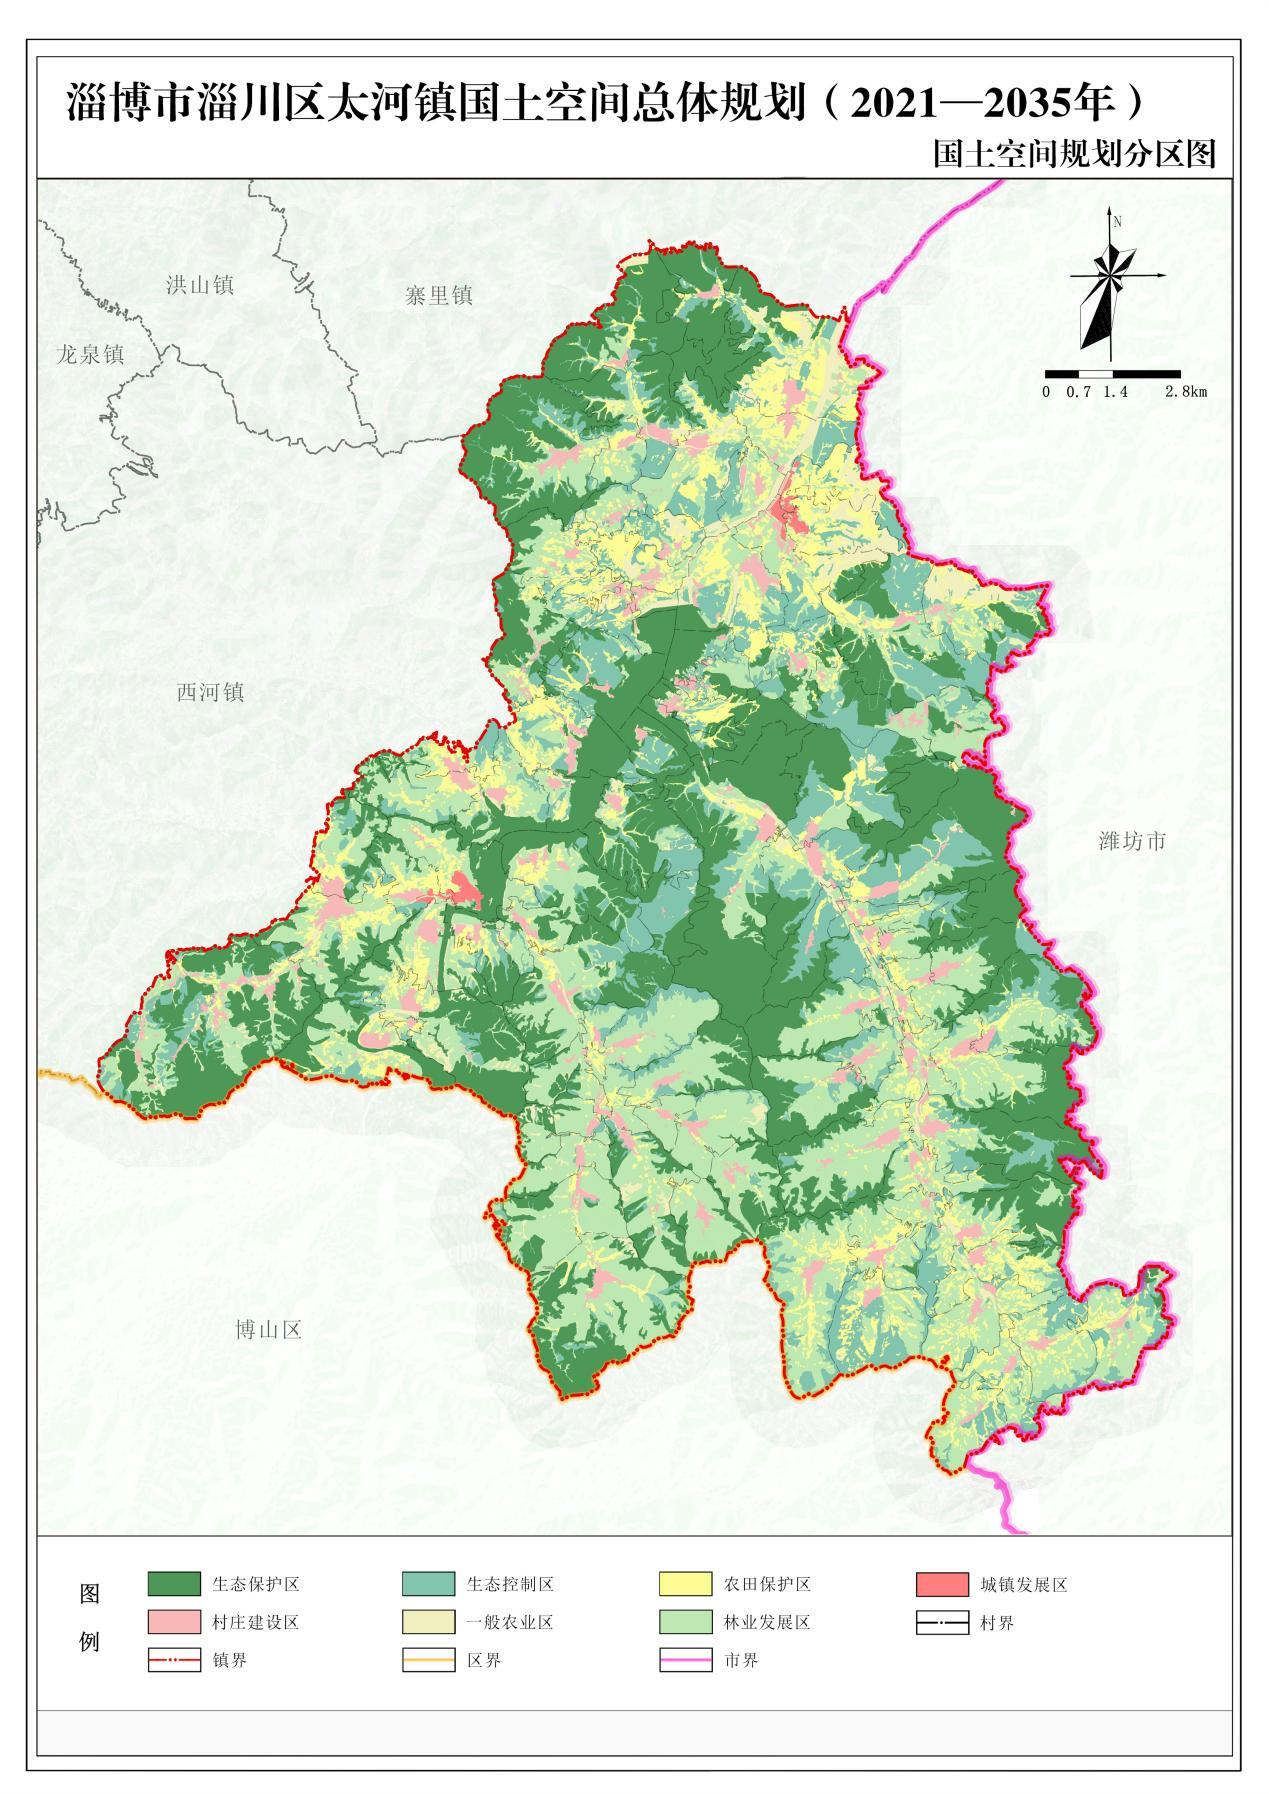 淄博市淄川区太河镇国土空间总体规划（2021—2035年）
国土空间规划分区图
N
洪山镇
寨里镇
龙泉镇
0 0.7 1.4 2.8km
西河镇
潍坊市
博山区
图例
生态保护区
生态控制区
农田保护区
城镇发展区
村庄建设区
一般农业区
林业发展区
村界
镇界
区界
市界